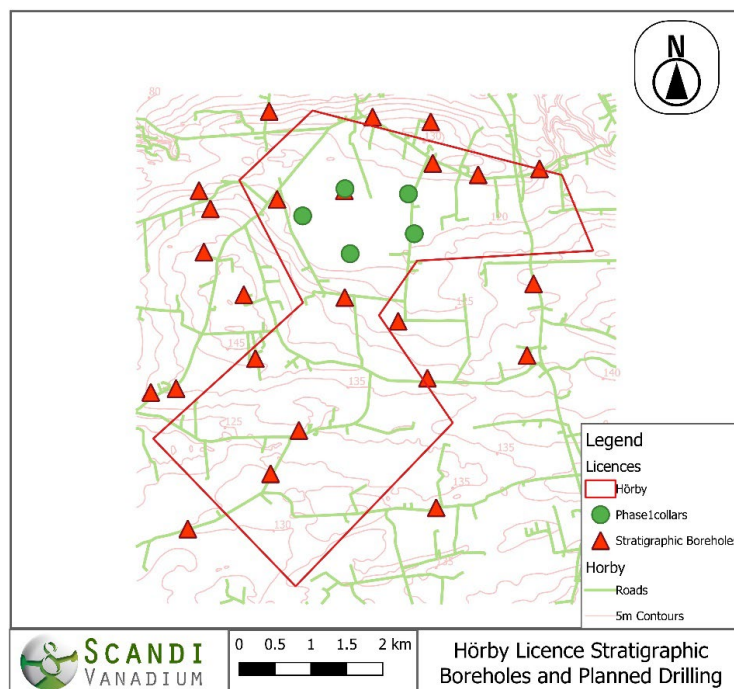 N
80
120
125
145
135
140
125
135
135
130
135
Legend
Licences
Hörby
Phase1collars
Stratigraphic Boreholes
Horby
Roads
5m Contours
SCANDI
VANADIUM
0 0.5 1 1.5 2 km
Hörby Licence Stratigraphic
Boreholes and Planned Drilling